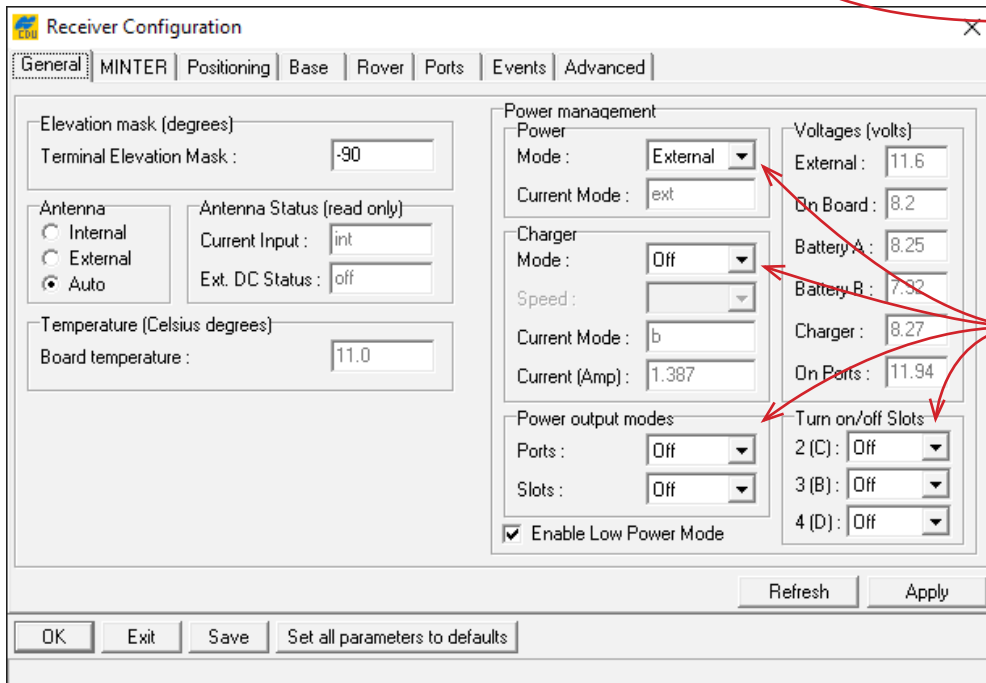 CDU Receiver Configuration
General MINTER Positioning Base Rover Ports Events Advanced
Elevation mask (degrees)
Terminal Elevation Mask : -90
Antenna
Internal
External
Auto
Antenna Status (read only)
Current Input : int
Ext. DC Status : off
Temperature (Celsius degrees)
Board temperature : 11.0
Power management
Power
Mode : External
Current Mode : ext
Charger
Mode : Off
Speed :
Current Mode : b
Current (Amp) : 1.387
Power output modes
Ports : Off
Slots : Off
Enable Low Power Mode
Voltages (volts)
External : 11.6
On Board : 8.2
Battery A : 8.25
Battery B : 7.32
Charger : 8.27
On Ports : 11.94
Turn on/off Slots
2 (C) : Off
3 (B) : Off
4 (D) : Off
Refresh Apply
OK Exit Save Set all parameters to defaults